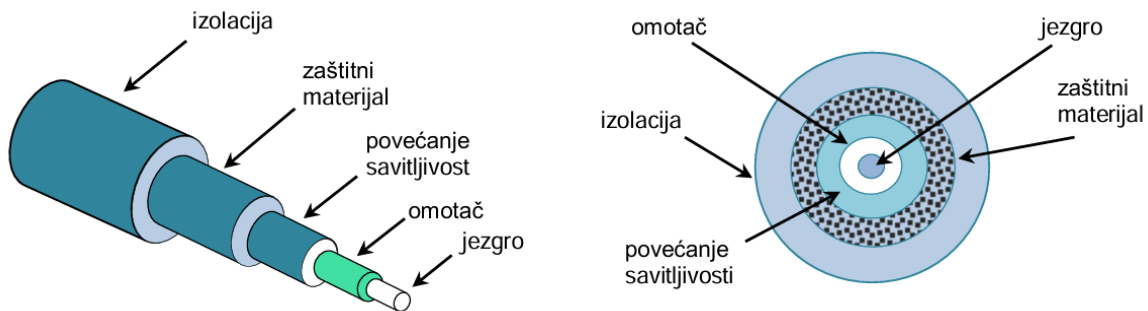 izolacija
zaštitni
materijal
povećanje
savitljivost
omotač
jezgro
omotač
jezgro
izolacija
zaštitni
materijal
povećanje
savitljivosti